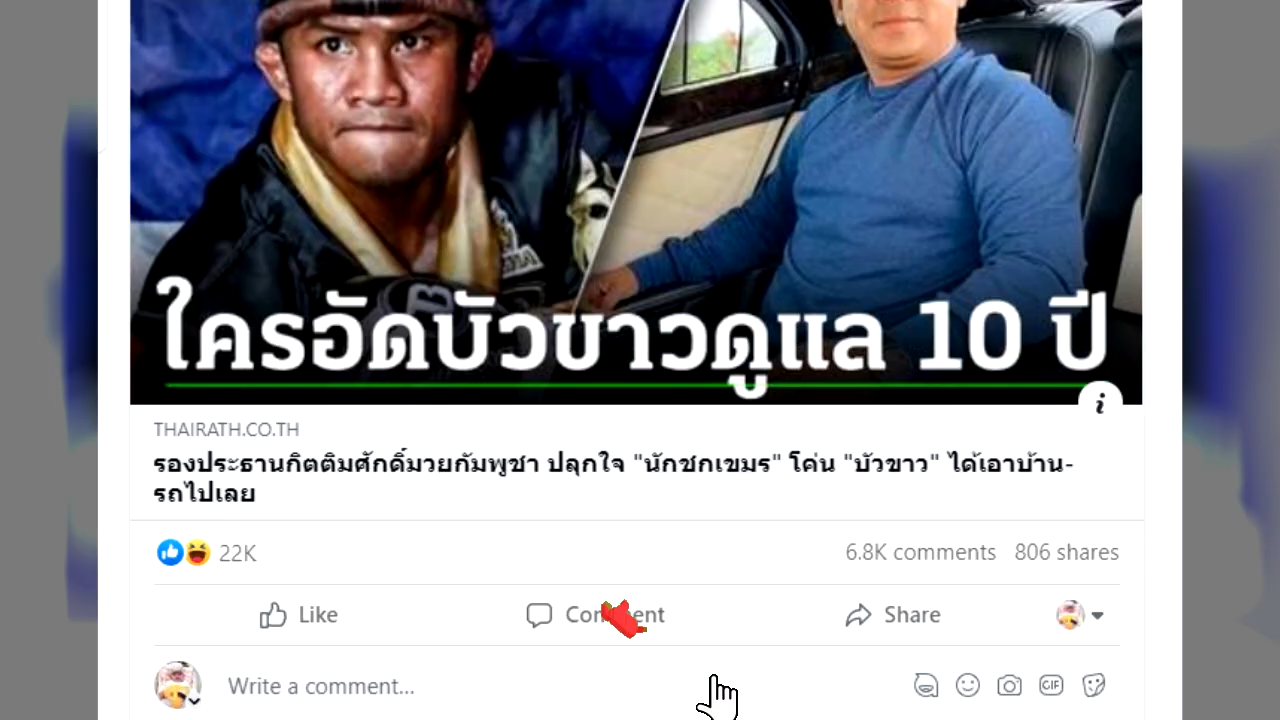 ใครอัดบัวขาวดูแล 10 ปี
THAIRATH.CO.TH
รองประธานกิตติมศักดิ์มวยกัมพูชา ปลุกใจ "นักชกเขมร" โค่น "บัวขาว" ได้เอาบ้าน-
รถไปเลย
22K 6.8K comments 806 shares
Like Comment Share
Write a comment... GIF